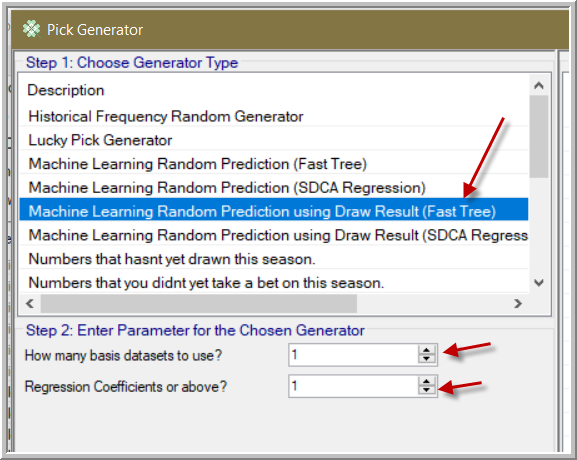 Pick Generator
Step 1: Choose Generator Type
Description
Historical Frequency Random Generator
Lucky Pick Generator
Machine Learning Random Prediction (Fast Tree)
Machine Learning Random Prediction (SDCA Regression)
Machine Learning Random Prediction using Draw Result (Fast Tree)
Machine Learning Random Prediction using Draw Result (SDCA Regress
Numbers that hasnt yet drawn this season.
Numbers that you didnt yet take a bet on this season.
Step 2: Enter Parameter for the Chosen Generator
How many basis datasets to use? 1
Regression Coefficients or above? 1